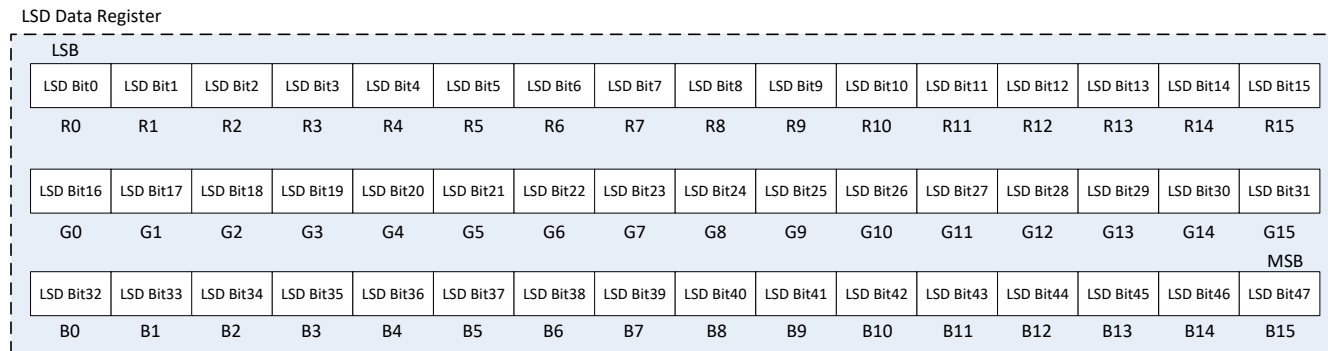 LSD Data Register
LSB
LSD Bit0 LSD Bit1 LSD Bit2 LSD Bit3 LSD Bit4 LSD Bit5 LSD Bit6 LSD Bit7 LSD Bit8 LSD Bit9 LSD Bit10 LSD Bit11 LSD Bit12 LSD Bit13 LSD Bit14 LSD Bit15
R0 R1 R2 R3 R4 R5 R6 R7 R8 R9 R10 R11 R12 R13 R14 R15
LSD Bit16 LSD Bit17 LSD Bit18 LSD Bit19 LSD Bit20 LSD Bit21 LSD Bit22 LSD Bit23 LSD Bit24 LSD Bit25 LSD Bit26 LSD Bit27 LSD Bit28 LSD Bit29 LSD Bit30 LSD Bit31
G0 G1 G2 G3 G4 G5 G6 G7 G8 G9 G10 G11 G12 G13 G14 G15
MSB
LSD Bit32 LSD Bit33 LSD Bit34 LSD Bit35 LSD Bit36 LSD Bit37 LSD Bit38 LSD Bit39 LSD Bit40 LSD Bit41 LSD Bit42 LSD Bit43 LSD Bit44 LSD Bit45 LSD Bit46 LSD Bit47
B0 B1 B2 B3 B4 B5 B6 B7 B8 B9 B10 B11 B12 B13 B14 B15